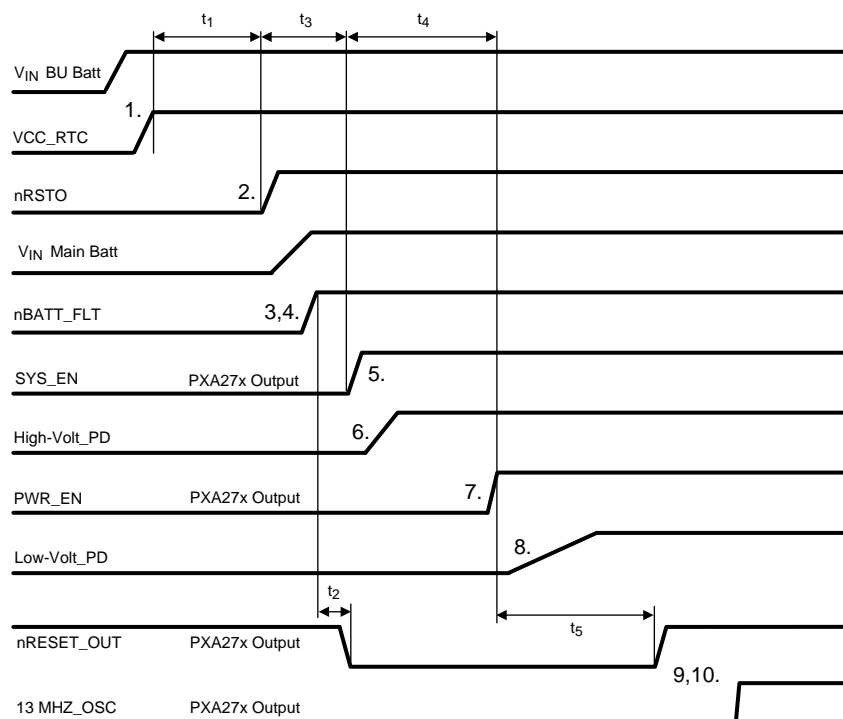 t1 t3 t4
VIN BU Batt
1.
VCC_RTC
2.
nRSTO
VIN Main Batt
3,4.
nBATT_FLT
SYS_EN PXA27x Output 5.
6.
High-Volt_PD
7.
PWR_EN PXA27x Output
8.
Low-Volt_PD
t2
t5
nRESET_OUT PXA27x Output
9,10.
13 MHZ_OSC PXA27x Output